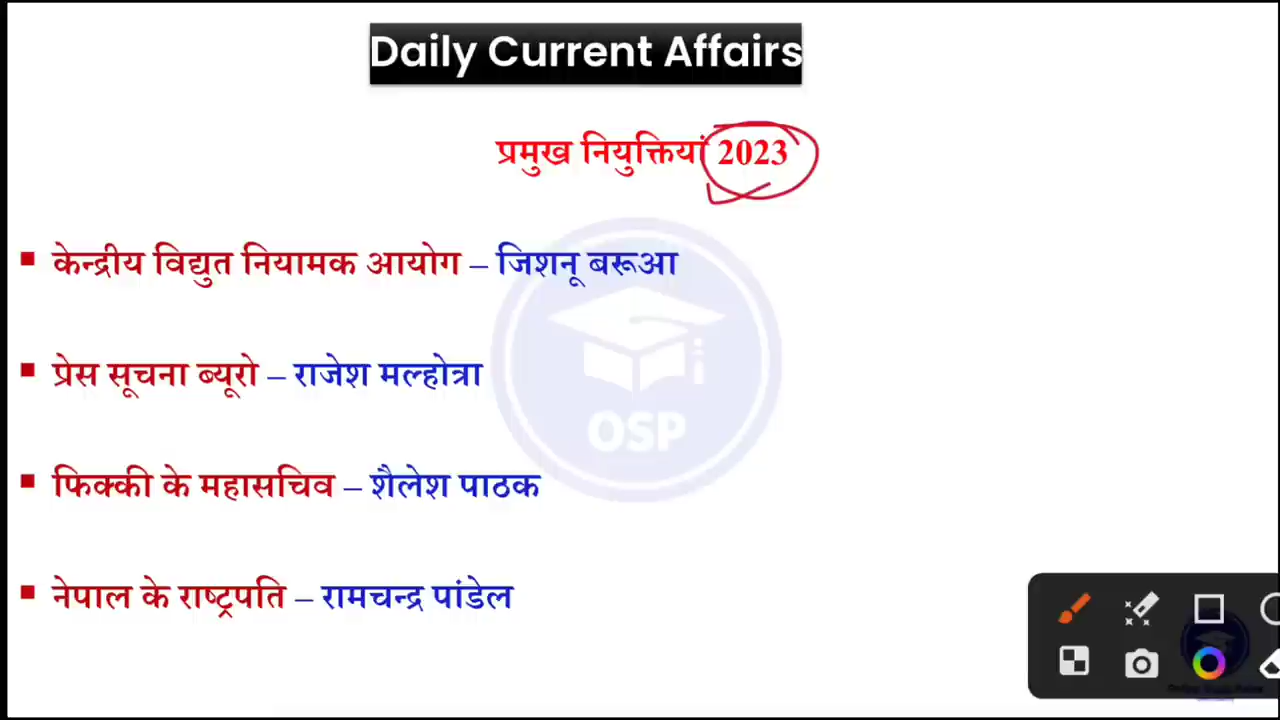 Daily Current Affairs
प्रमुख नियुक्तियां 2023
▪ केन्द्रीय विद्युत नियामक आयोग – जिशनू बरूआ
▪ प्रेस सूचना ब्यूरो – राजेश मल्होत्रा
▪ फिक्की के महासचिव – शैलेश पाठक
▪ नेपाल के राष्ट्रपति – रामचन्द्र पांडेल
OSP